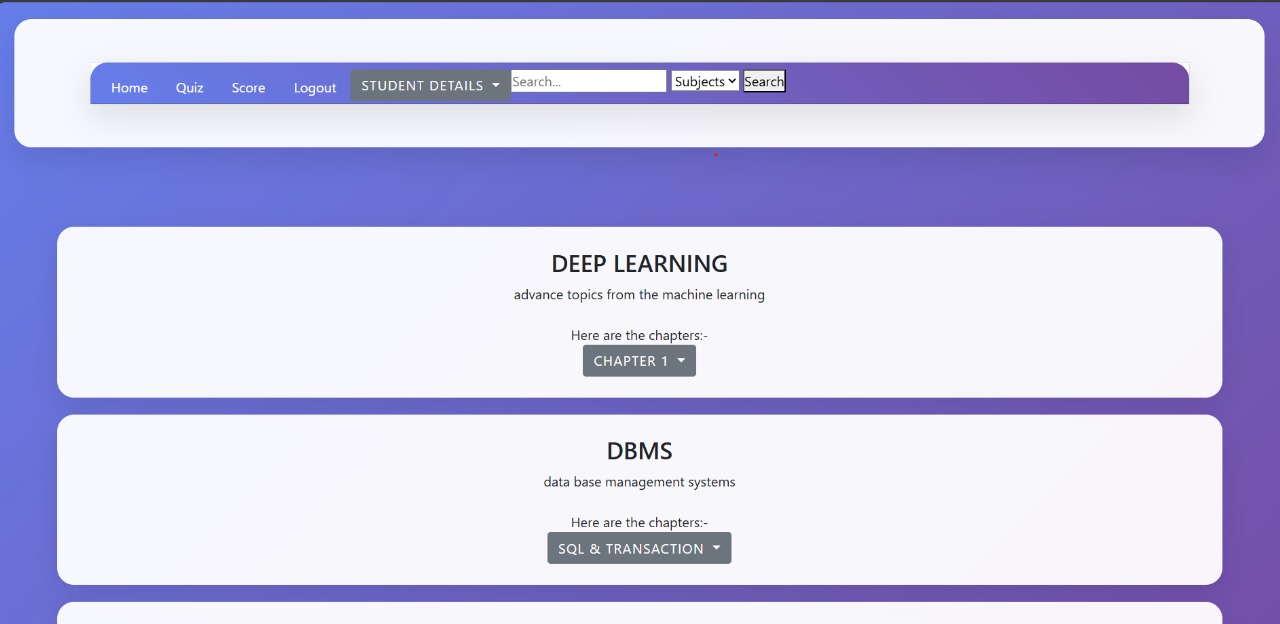 Home Quiz Score Logout STUDENT DETAILS Search... Subjects Search
DEEP LEARNING
advance topics from the machine learning
Here are the chapters:-
CHAPTER 1
DBMS
data base management systems
Here are the chapters:-
SQL & TRANSACTION